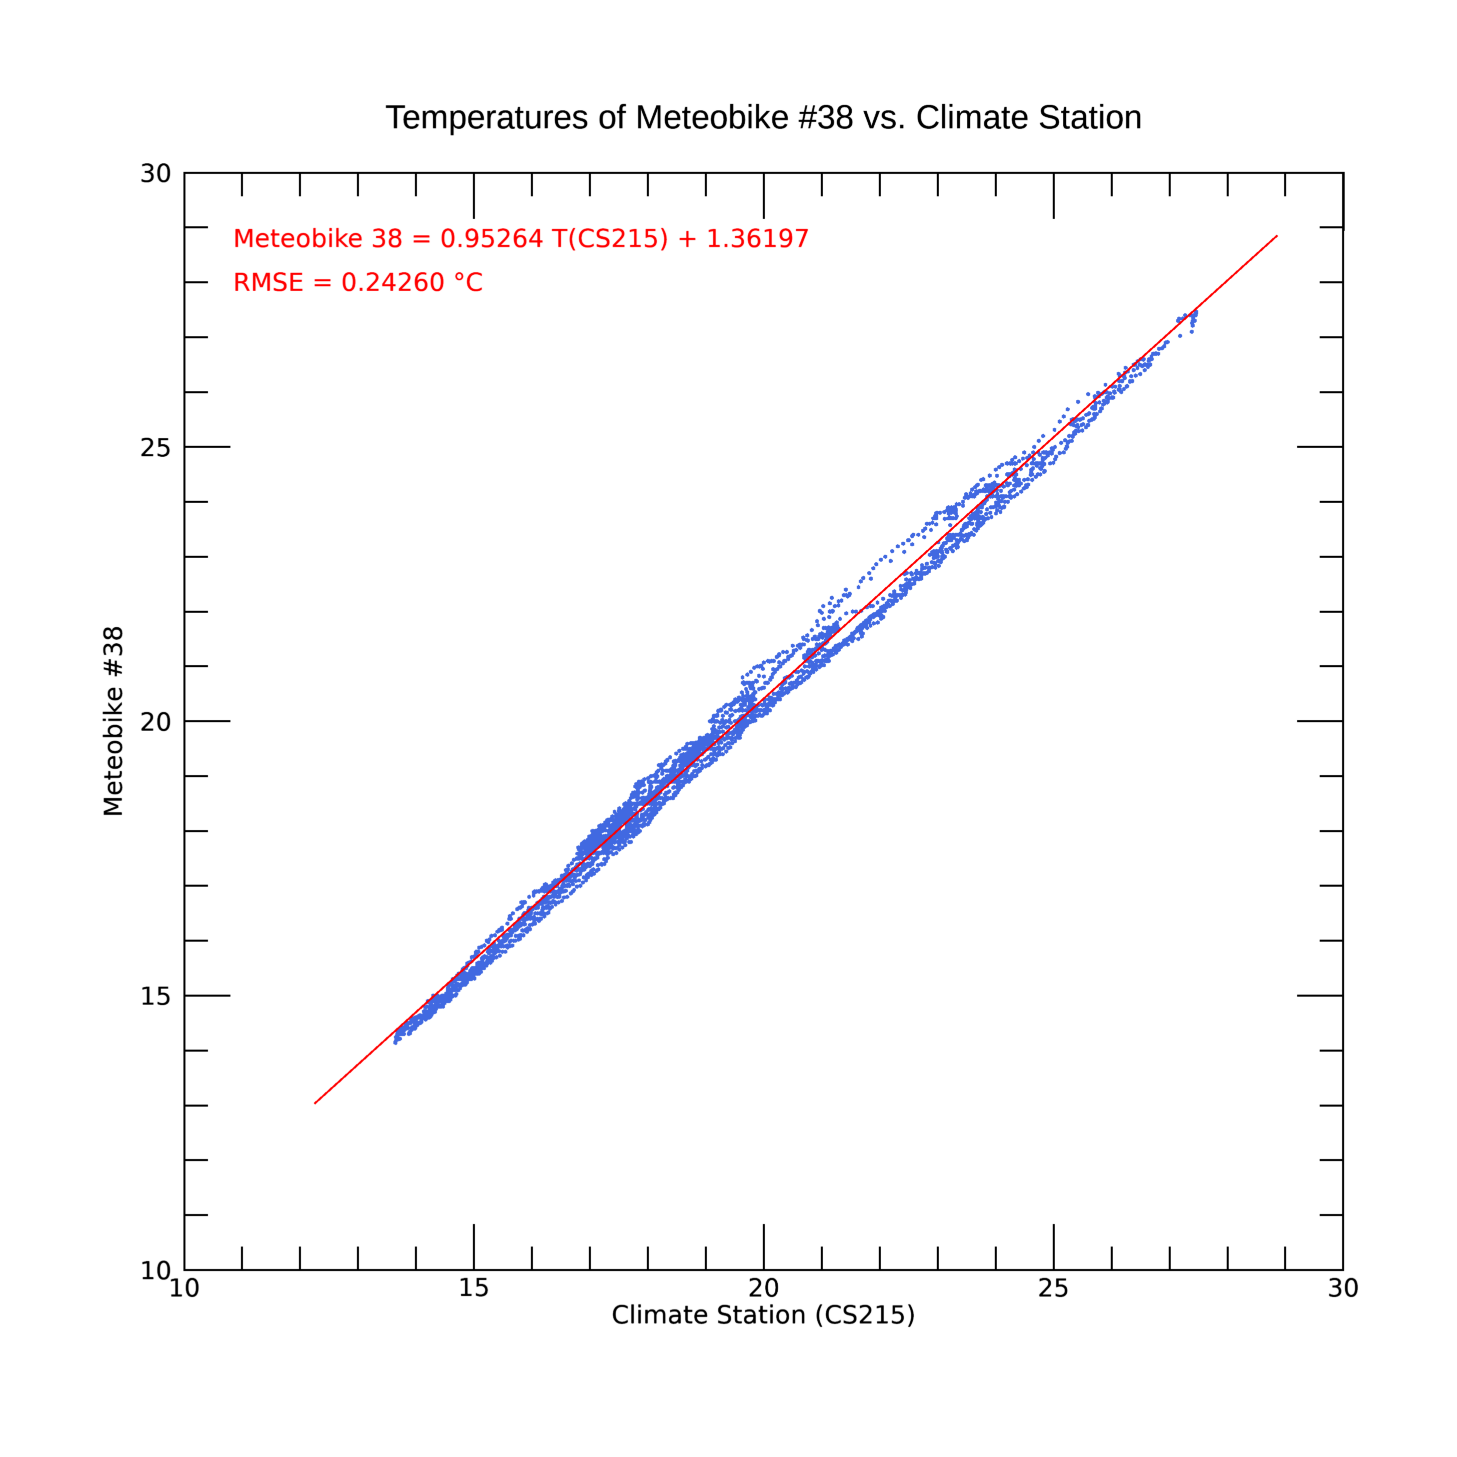 Temperatures of Meteobike #38 vs. Climate Station
30
Meteobike 38 = 0.95264 T(CS215) + 1.36197
RMSE = 0.24260 °C
25
Meteobike #38
20
15
10
10 15 20 25 30
Climate Station (CS215)